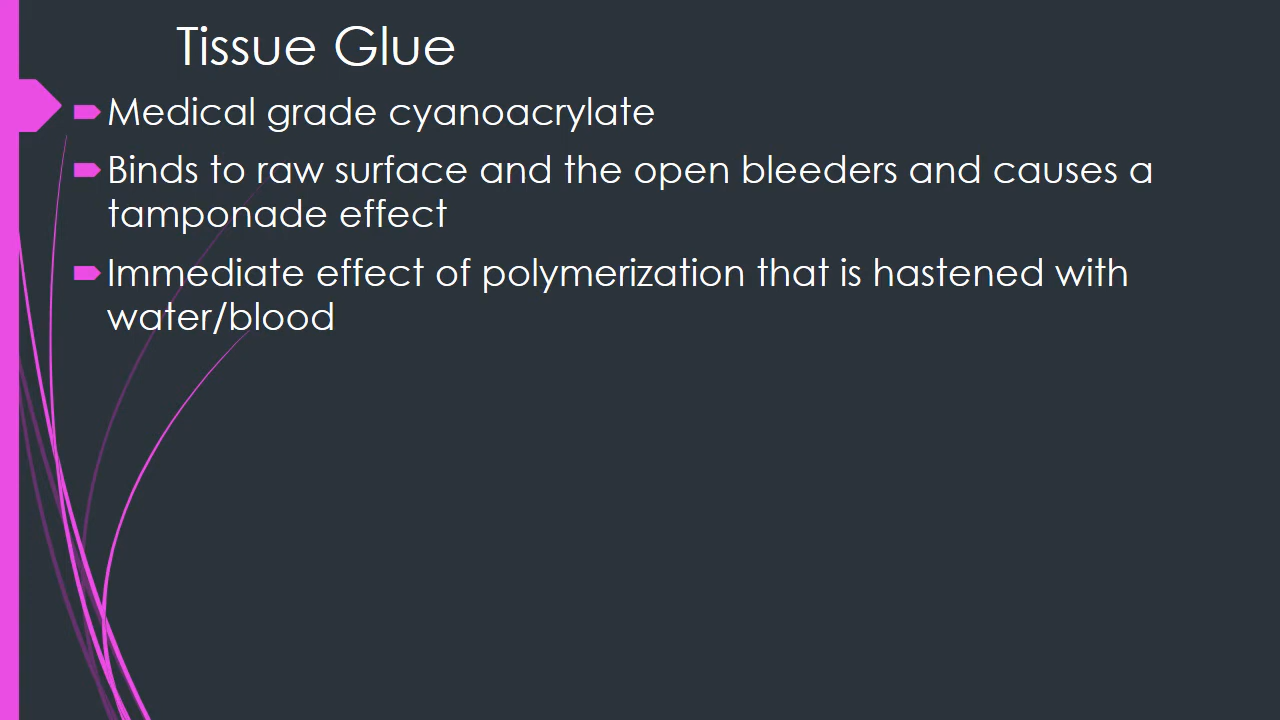 Tissue Glue
Medical grade cyanoacrylate
Binds to raw surface and the open bleeders and causes a
tamponade effect
Immediate effect of polymerization that is hastened with
water/blood